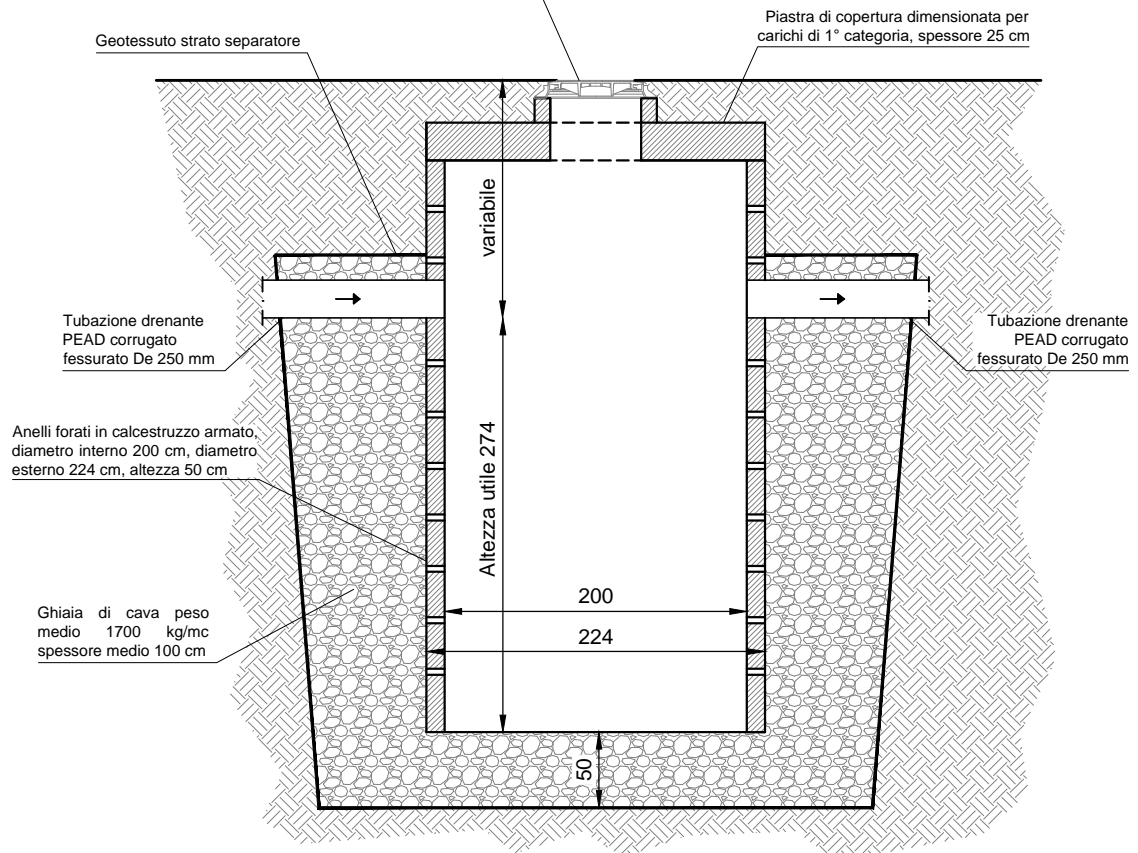 Piastra di copertura dimensionata per
carichi di 1° categoria, spessore 25 cm
Geotessuto strato separatore
variabile
Tubazione drenante
PEAD corrugato
fessurato De 250 mm
Tubazione drenante
PEAD corrugato
fessurato De 250 mm
Anelli forati in calcestruzzo armato,
diametro interno 200 cm, diametro
esterno 224 cm, altezza 50 cm
Altezza utile 274
200
224
Ghiaia di cava peso
medio 1700 kg/mc
spessore medio 100 cm
50